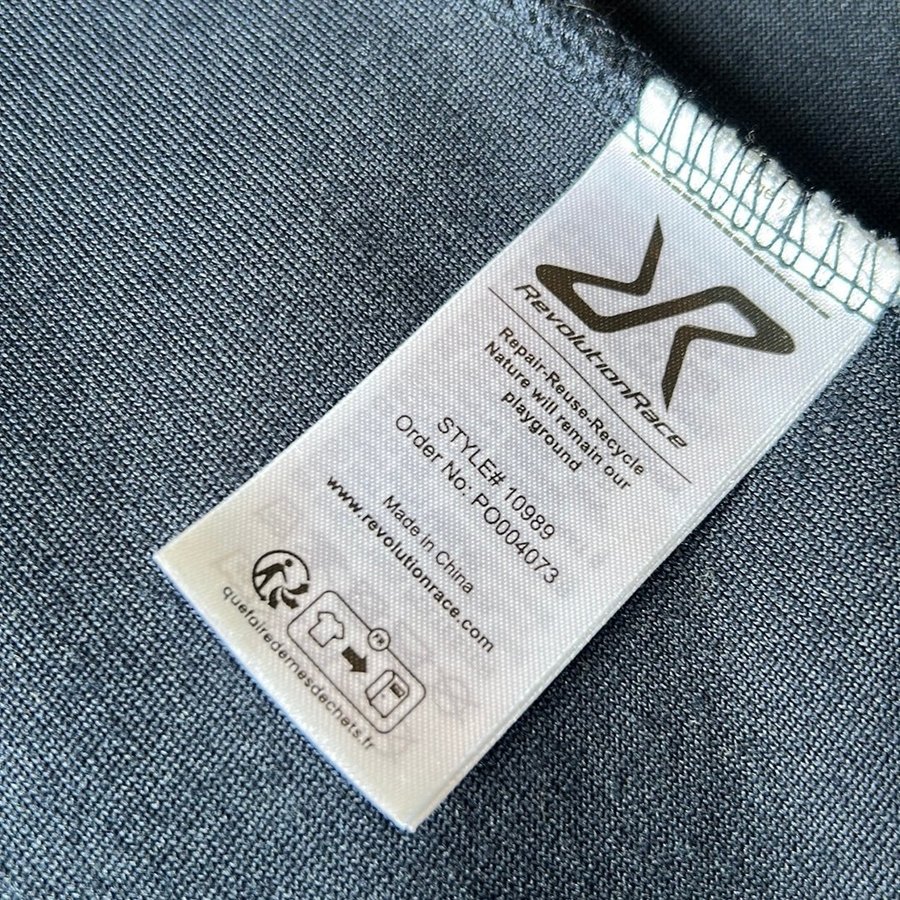 RevolutionRace
Repair-Reuse-Recycle
Nature will remain our
playground
STYLE# 10989
Order No: PO004073
Made in China
www.revolutionrace.com
FR
quefairedemesdechets.fr